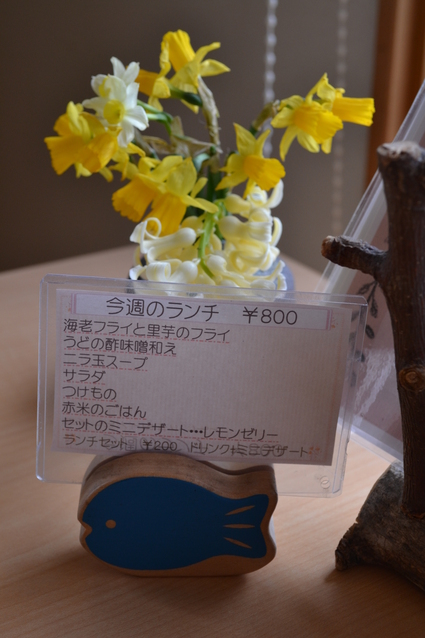 今週のランチ　￥800
海老フライと里芋のフライ
うどの酢味噌和え
ニラ玉スープ
サラダ
つけもの
赤米のごはん
セットのミニデザート…レモンゼリー
ランチセット　￥200　ドリンク+ミニデザート